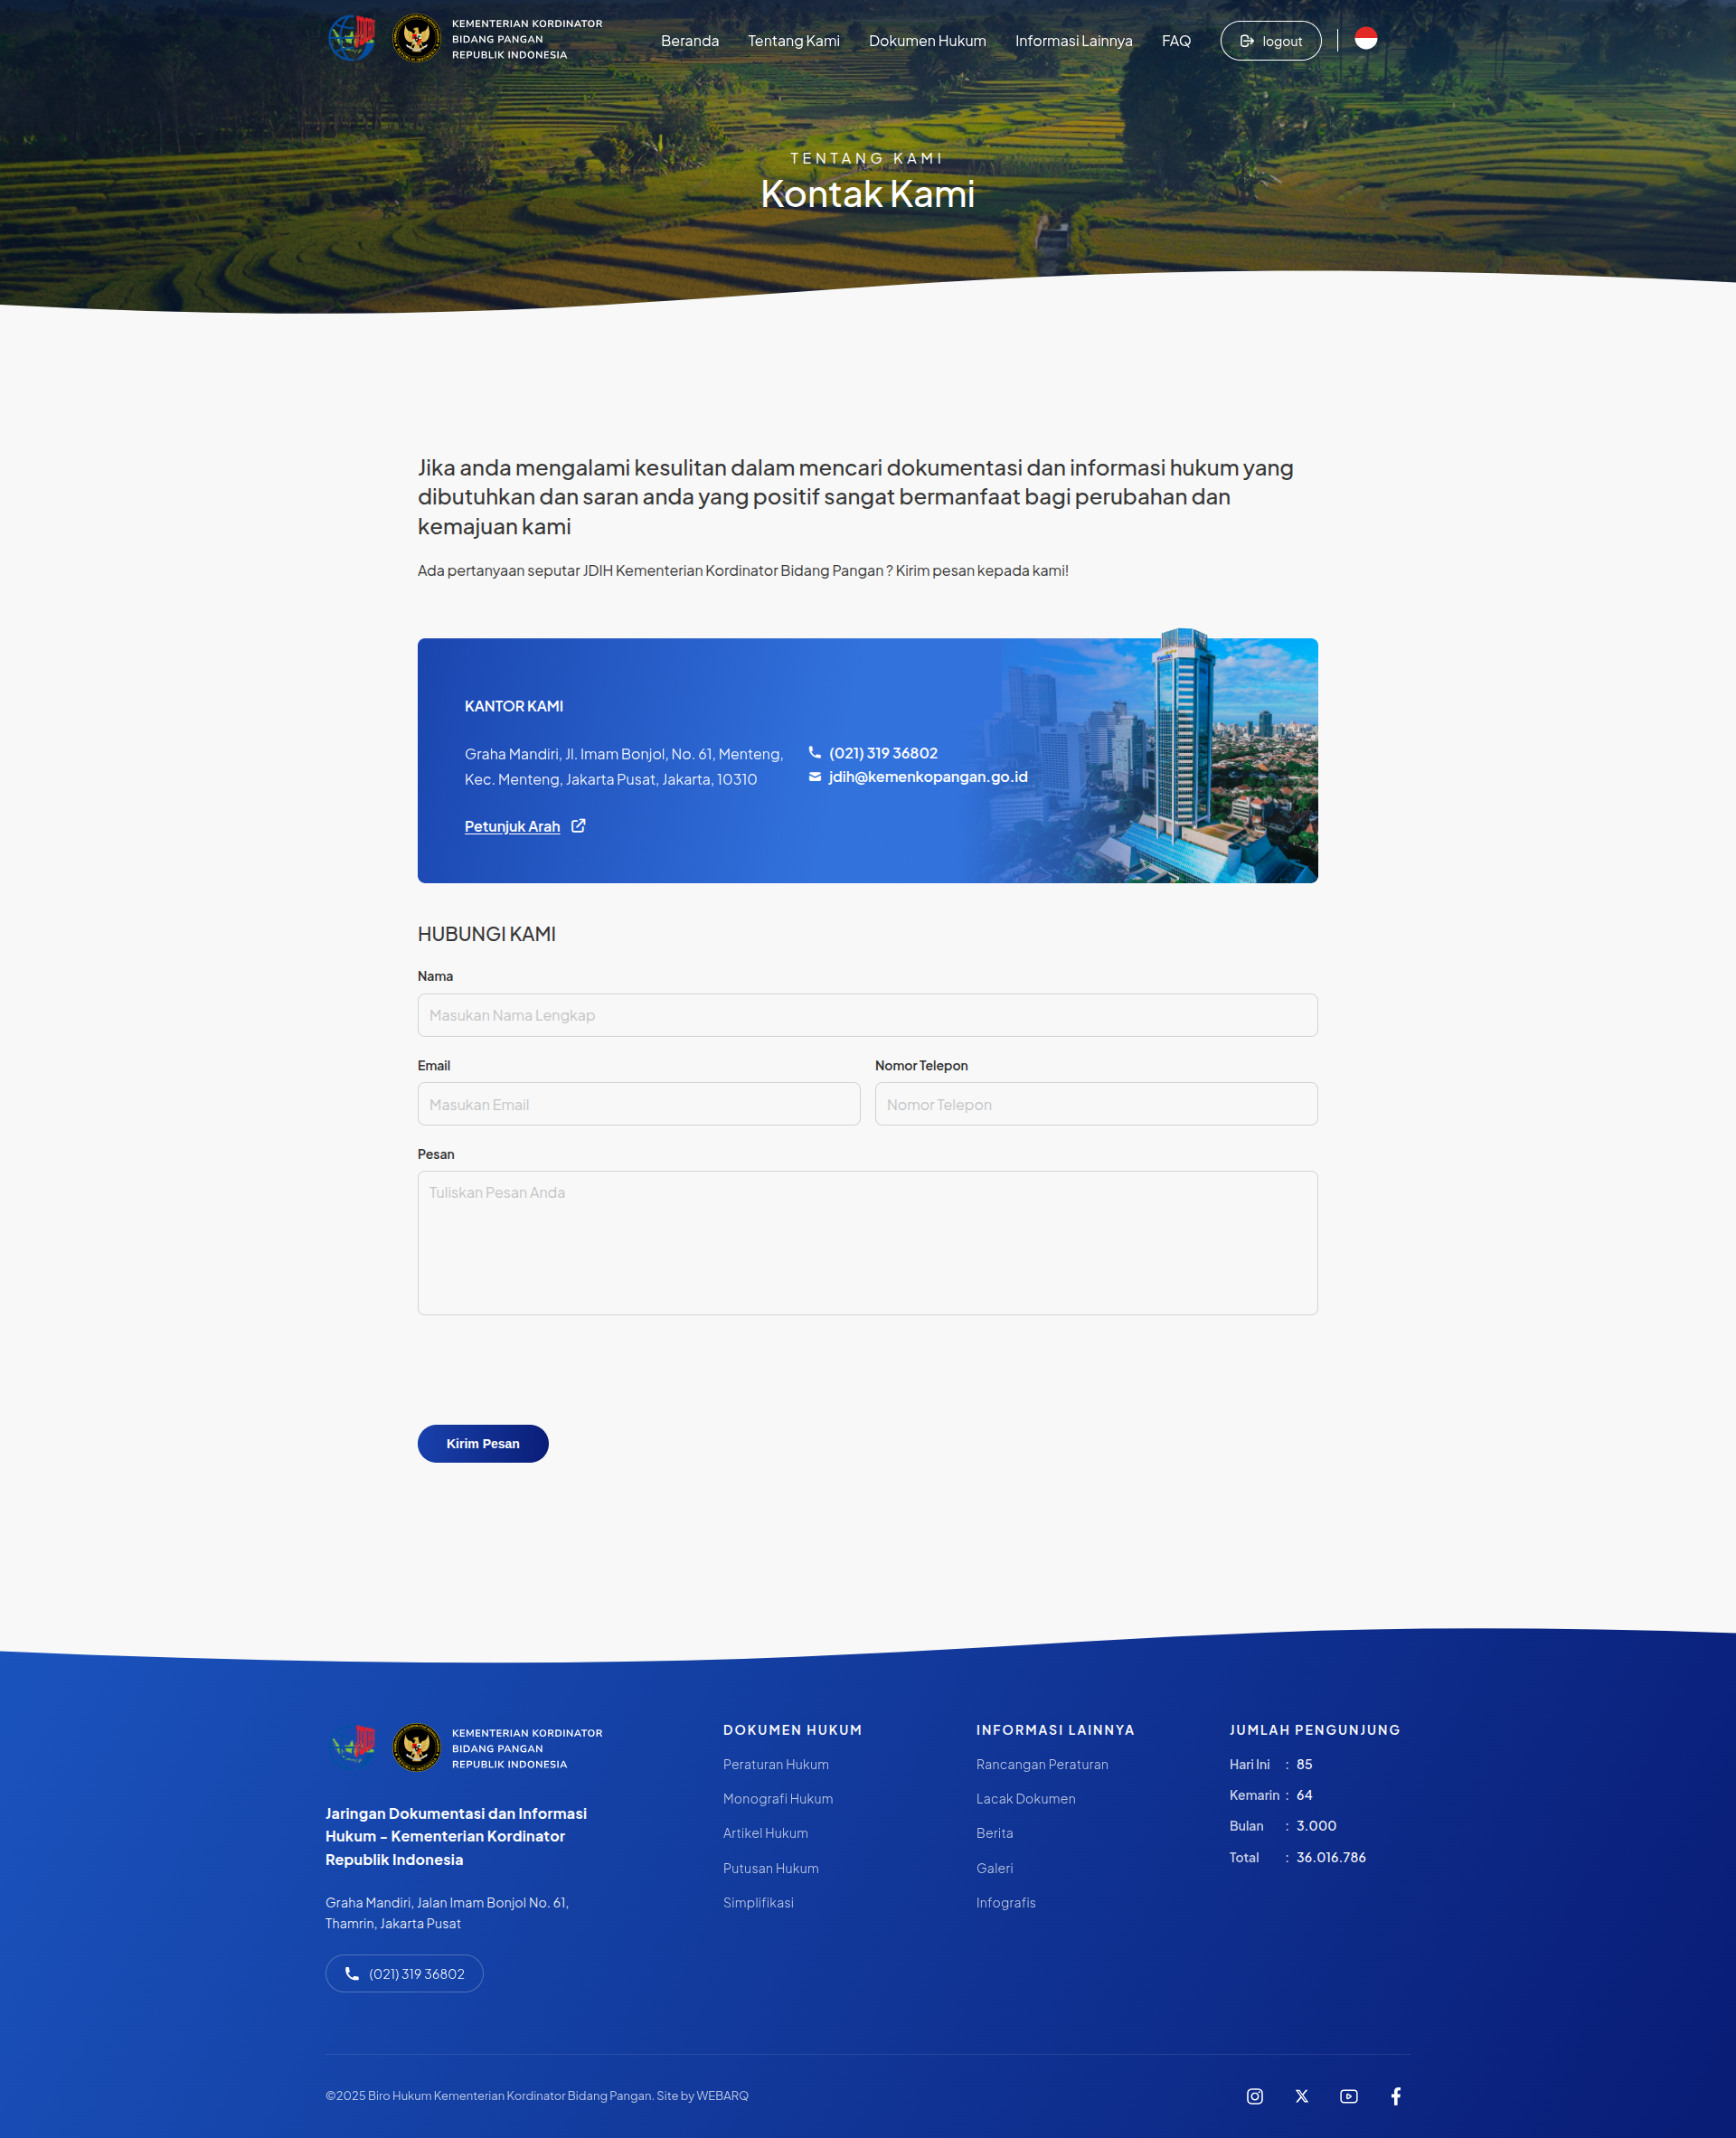 KEMENTERIAN KORDINATOR
BIDANG PANGAN
REPUBLIK INDONESIA
Beranda
Tentang Kami
Dokumen Hukum
Informasi Lainnya
FAQ
logout
TENTANG KAMI
Kontak Kami
Jika anda mengalami kesulitan dalam mencari dokumentasi dan informasi hukum yang
dibutuhkan dan saran anda yang positif sangat bermanfaat bagi perubahan dan
kemajuan kami
Ada pertanyaan seputar JDIH Kementerian Kordinator Bidang Pangan ? Kirim pesan kepada kami!
KANTOR KAMI
Graha Mandiri, Jl. Imam Bonjol, No. 61, Menteng,
Kec. Menteng, Jakarta Pusat, Jakarta, 10310
(021) 319 36802
jdih@kemenkopangan.go.id
Petunjuk Arah
HUBUNGI KAMI
Nama
Masukan Nama Lengkap
Email
Masukan Email
Nomor Telepon
Nomor Telepon
Pesan
Tuliskan Pesan Anda
Kirim Pesan
KEMENTERIAN KORDINATOR
BIDANG PANGAN
REPUBLIK INDONESIA
Jaringan Dokumentasi dan Informasi
Hukum – Kementerian Kordinator
Republik Indonesia
Graha Mandiri, Jalan Imam Bonjol No. 61,
Thamrin, Jakarta Pusat
(021) 319 36802
DOKUMEN HUKUM
Peraturan Hukum
Monografi Hukum
Artikel Hukum
Putusan Hukum
Simplifikasi
INFORMASI LAINNYA
Rancangan Peraturan
Lacak Dokumen
Berita
Galeri
Infografis
JUMLAH PENGUNJUNG
Hari Ini : 85
Kemarin : 64
Bulan : 3.000
Total : 36.016.786
©2025 Biro Hukum Kementerian Kordinator Bidang Pangan. Site by WEBARQ